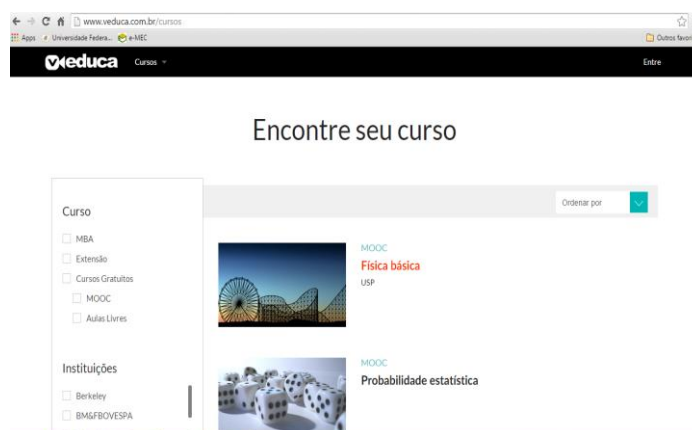 www.veduca.com.br/cursos
Apps Universidade Federa... e-MEC Outros favori
veduca Cursos Entre
Encontre seu curso
Ordenar por
Curso
MBA
Extensão
Cursos Gratuitos
MOOC
Aulas Livres
Instituições
Berkeley
BM&FBOVESPA
MOOC
Física básica
USP
MOOC
Probabilidade estatística